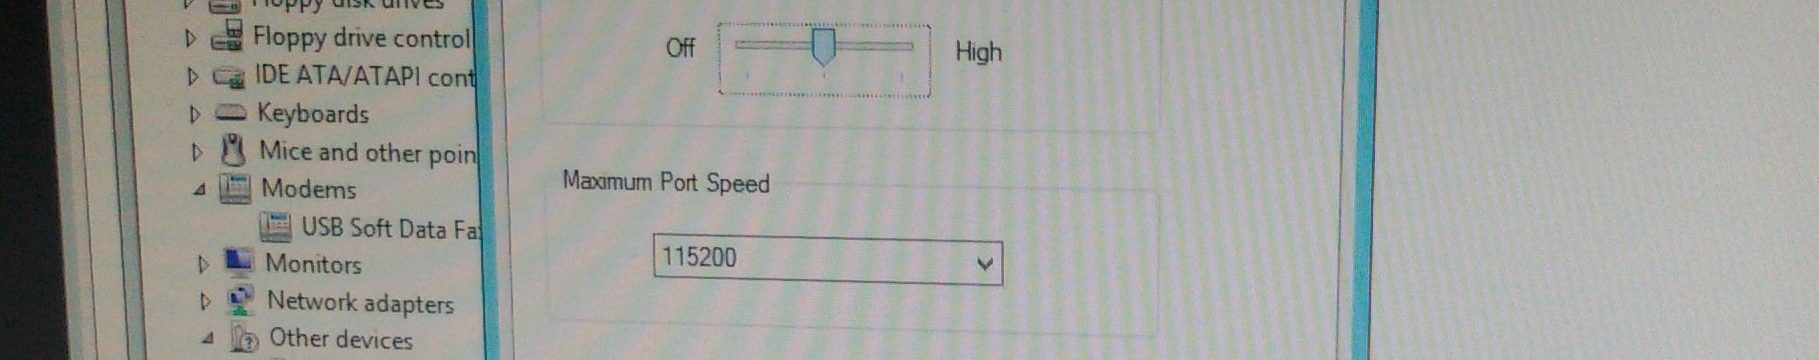 Floppy disk drives
Floppy drive control
IDE ATA/ATAPI cont
Keyboards
Mice and other poin
Modems
USB Soft Data Fa
Monitors
Network adapters
Other devices
Off
High
Maximum Port Speed
115200